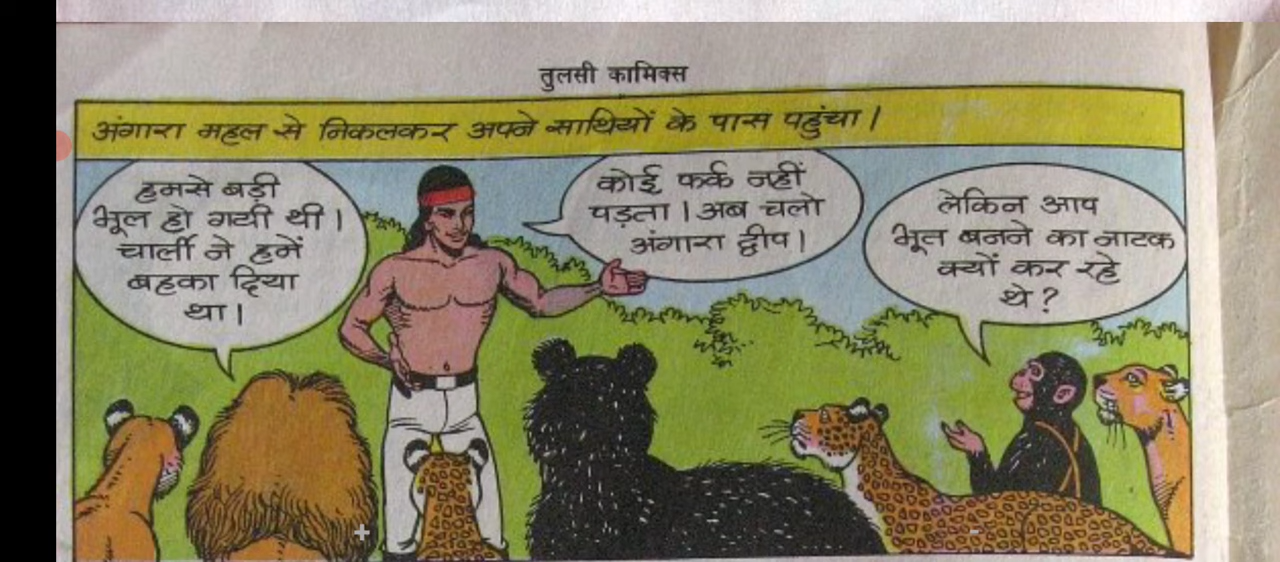 तुलसी कामिक्स
अंगारा महल से निकलकर अपने साथियों के पास पहुंचा।
हमसे बड़ी
भूल हो गयी थी।
चार्ली ने हमें
बहका दिया
था।
कोई फर्क नहीं
पड़ता। अब चलो
अंगारा द्वीप।
लेकिन आप
भूत बनने का नाटक
क्यों कर रहे
थे?